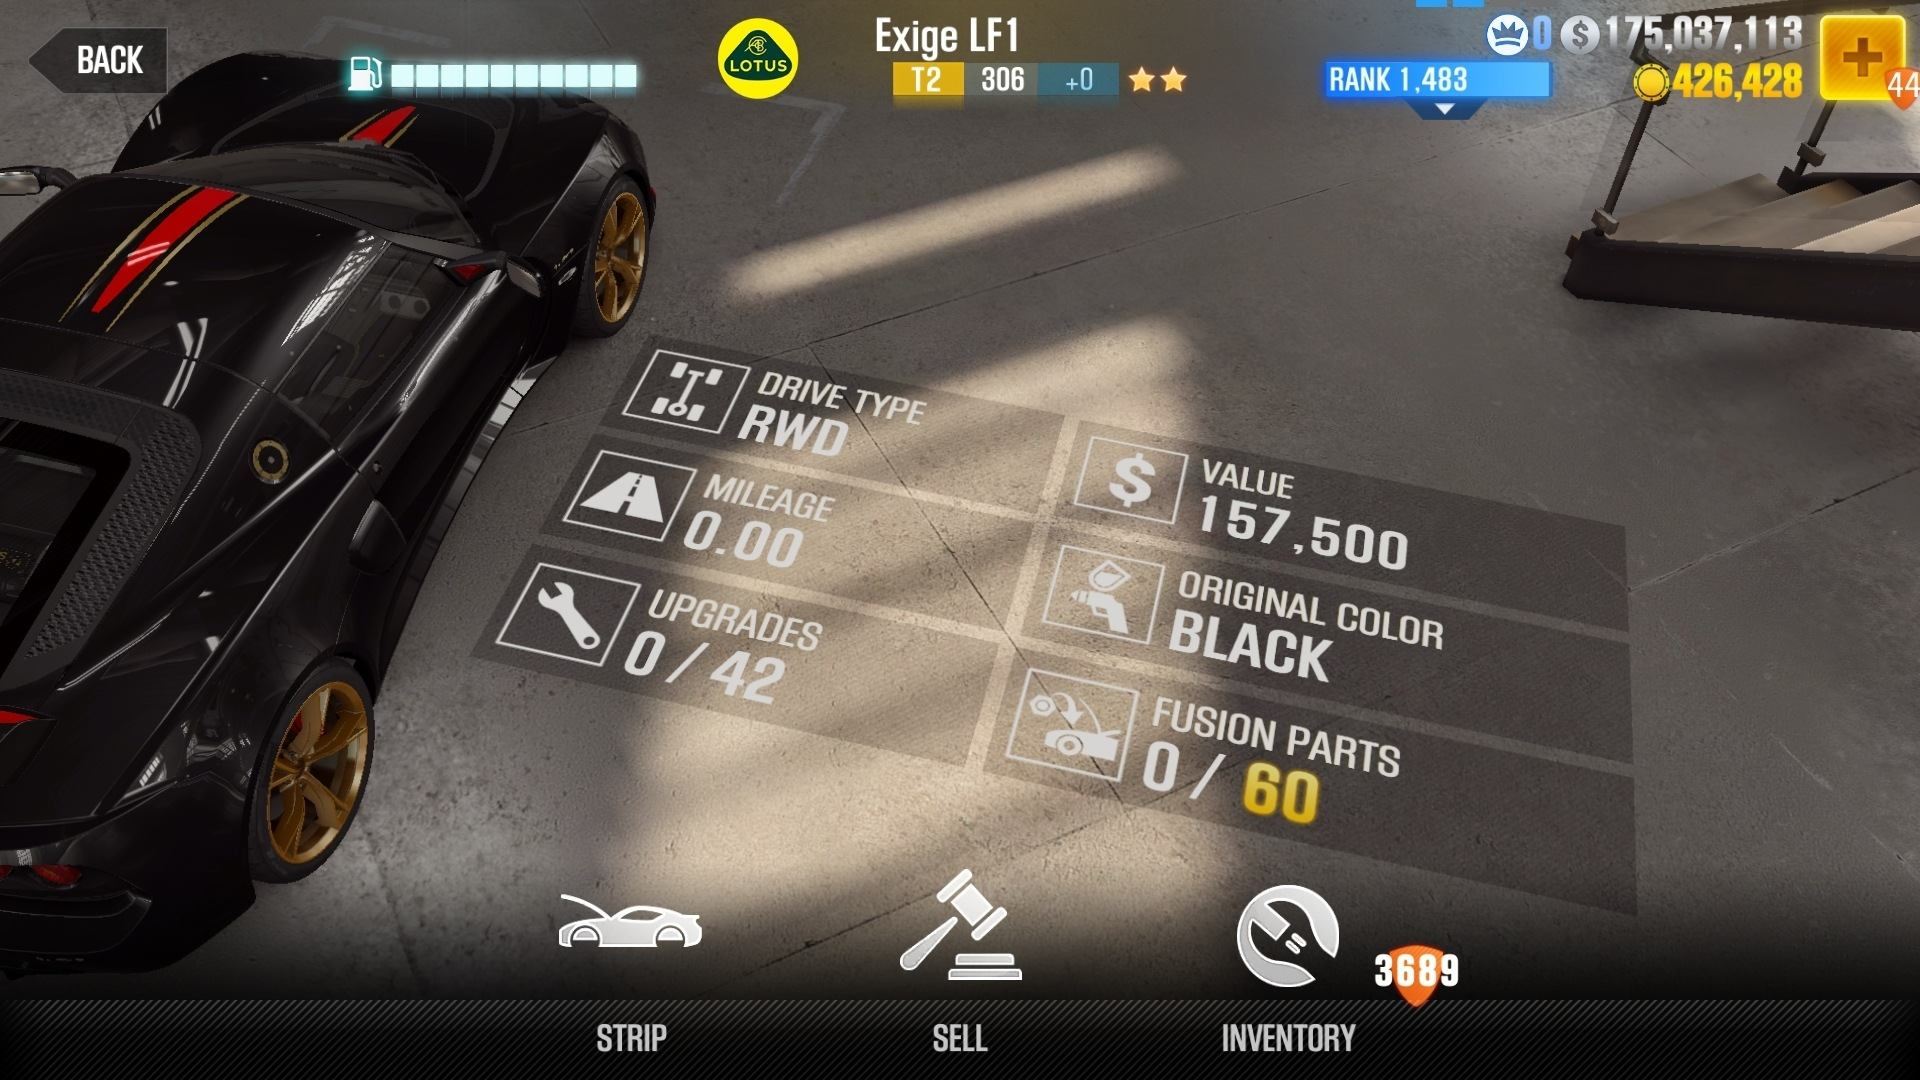 BACK
LOTUS
Exige LF1
T2 306 +0
0 175,037,113
RANK 1,483
426,428
44
DRIVE TYPE
RWD
MILEAGE
0.00
UPGRADES
0 / 42
VALUE
157,500
ORIGINAL COLOR
BLACK
FUSION PARTS
0 / 60
3689
STRIP
SELL
INVENTORY